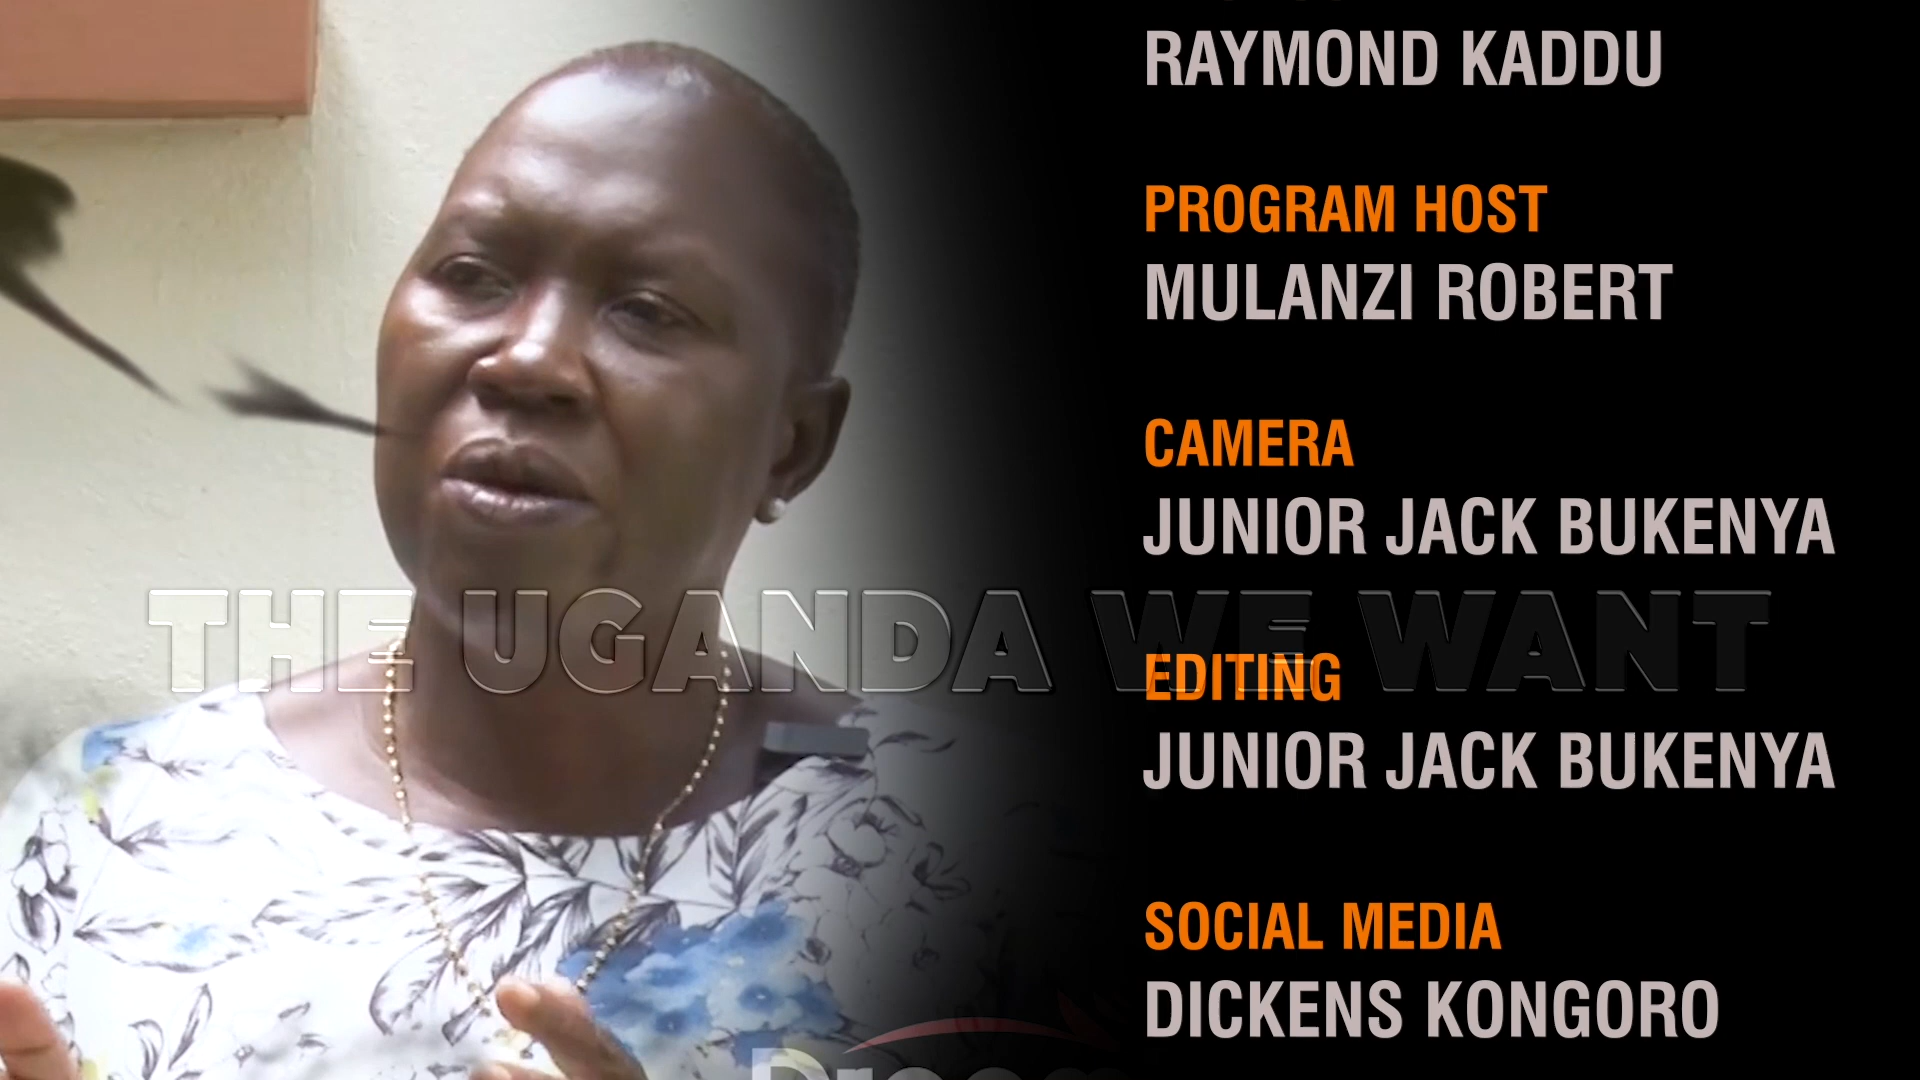 RAYMOND KADDU
PROGRAM HOST
MULANZI ROBERT
CAMERA
JUNIOR JACK BUKENYA
THE UGANDA WE WANT
EDITING
JUNIOR JACK BUKENYA
SOCIAL MEDIA
DICKENS KONGORO